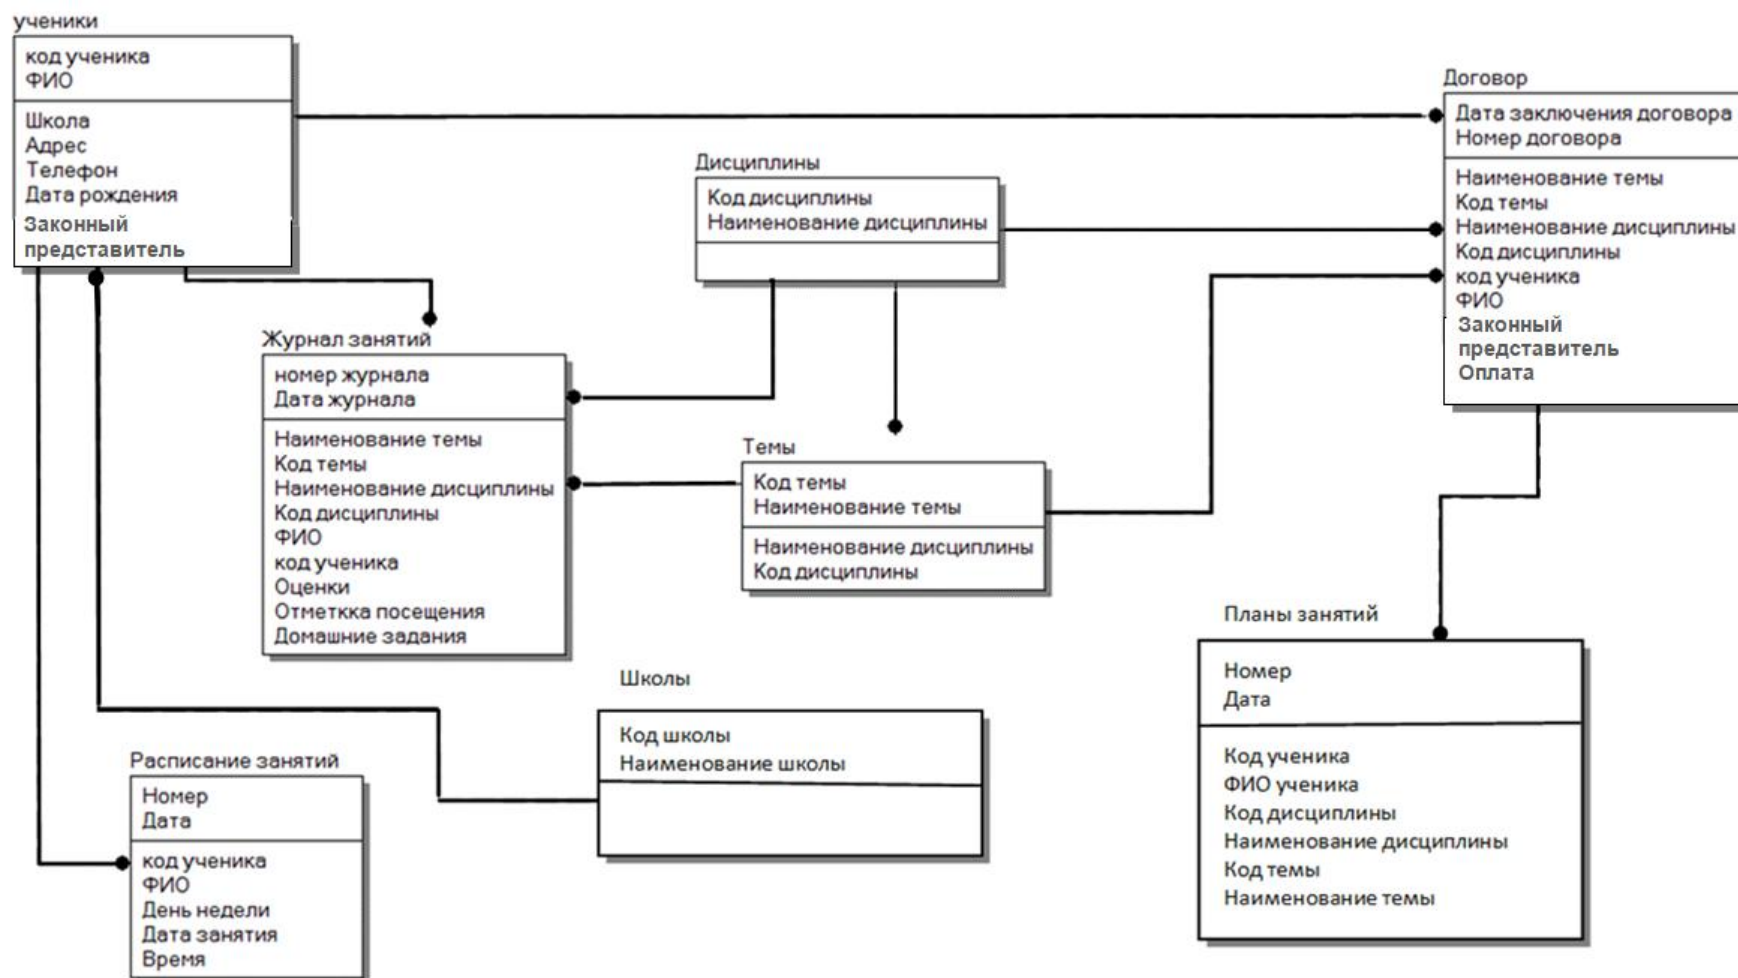 ученики
код ученика
ФИО
Школа
Адрес
Телефон
Дата рождения
Законный
представитель
Договор
Дата заключения договора
Номер договора
Наименование темы
Код темы
Наименование дисциплины
Код дисциплины
код ученика
ФИО
Законный
представитель
Оплата
Дисциплины
Код дисциплины
Наименование дисциплины
Журнал занятий
номер журнала
Дата журнала
Наименование темы
Код темы
Наименование дисциплины
Код дисциплины
ФИО
код ученика
Оценки
Отметкка посещения
Домашние задания
Темы
Код темы
Наименование темы
Наименование дисциплины
Код дисциплины
Планы занятий
Номер
Дата
Код ученика
ФИО ученика
Код дисциплины
Наименование дисциплины
Код темы
Наименование темы
Школы
Код школы
Наименование школы
Расписание занятий
Номер
Дата
код ученика
ФИО
День недели
Дата занятия
Время